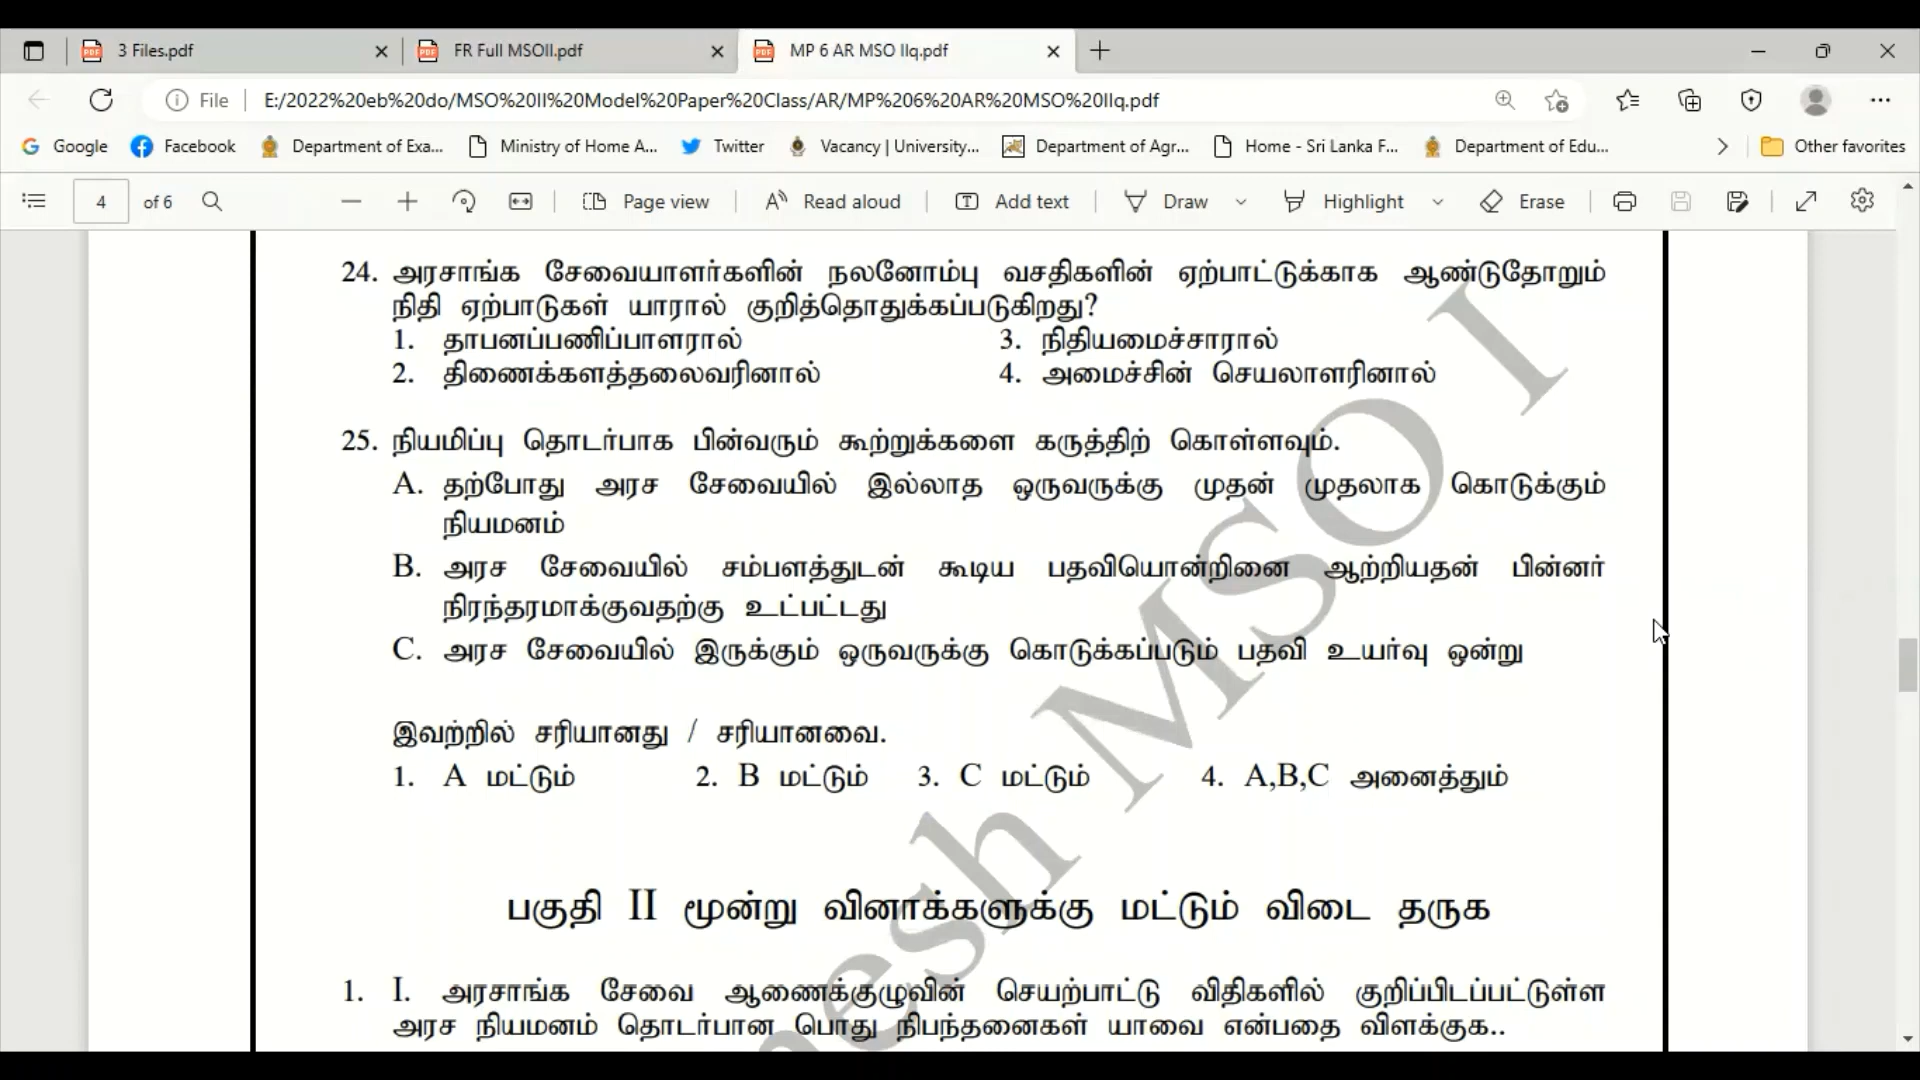 3 Files.pdf
FR Full MSOII.pdf
MP 6 AR MSO IIq.pdf
File
E:/2022%20eb%20do/MSO%20II%20Model%20Paper%20Class/AR/MP%206%20AR%20MSO%20IIq.pdf
Google Facebook Department of Exa... Ministry of Home A... Twitter Vacancy | University... Department of Agr... Home - Sri Lanka F... Department of Edu... Other favorites
4 of 6 Page view Read aloud Add text Draw Highlight Erase
24. அரசாங்க சேவையாளர்களின் நலனோம்பு வசதிகளின் ஏற்பாட்டுக்காக ஆண்டுதோறும்
நிதி ஏற்பாடுகள் யாரால் குறித்தொதுக்கப்படுகிறது?
1. தாபனப்பணிப்பாளரால் 3. நிதியமைச்சாரால்
2. திணைக்களத்தலைவரினால் 4. அமைச்சின் செயலாளரினால்
25. நியமிப்பு தொடர்பாக பின்வரும் கூற்றுக்களை கருத்திற் கொள்ளவும்.
A. தற்போது அரச சேவையில் இல்லாத ஒருவருக்கு முதன் முதலாக கொடுக்கும்
நியமனம்
B. அரச சேவையில் சம்பளத்துடன் கூடிய பதவியொன்றினை ஆற்றியதன் பின்னர்
நிரந்தரமாக்குவதற்கு உட்பட்டது
C. அரச சேவையில் இருக்கும் ஒருவருக்கு கொடுக்கப்படும் பதவி உயர்வு ஒன்று
இவற்றில் சரியானது / சரியானவை.
1. A மட்டும் 2. B மட்டும் 3. C மட்டும் 4. A,B,C அனைத்தும்
பகுதி II மூன்று வினாக்களுக்கு மட்டும் விடை தருக
1. I. அரசாங்க சேவை ஆணைக்குழுவின் செயற்பாட்டு விதிகளில் குறிப்பிடப்பட்டுள்ள
அரச நியமனம் தொடர்பான பொது நிபந்தனைகள் யாவை என்பதை விளக்குக..
nesh MSO I